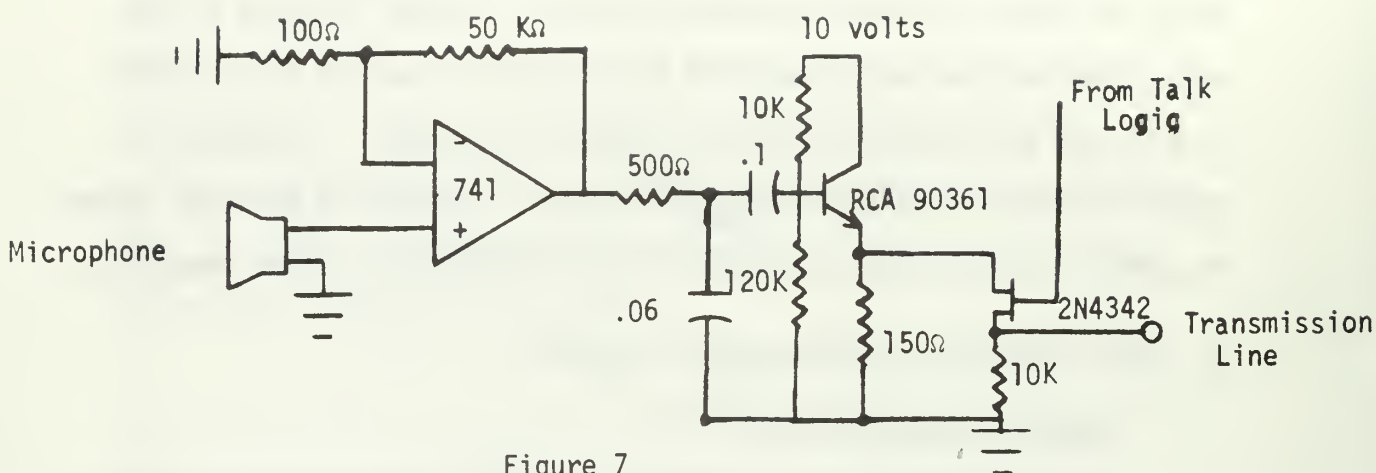 100Ω
50 KΩ
10 volts
From Talk
Logic
10K
.1
500Ω
741
-
+
RCA 90361
Microphone
.06
120K
150Ω
2N4342
Transmission
Line
10K
Figure 7